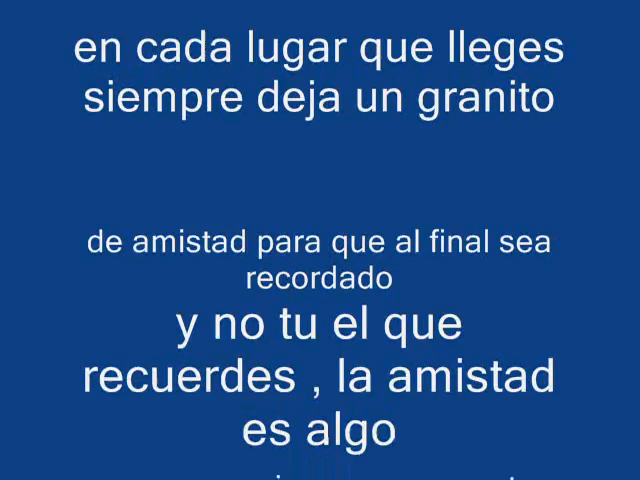 en cada lugar que lleges
siempre deja un granito
de amistad para que al final sea
recordado
y no tu el que
recuerdes , la amistad
es algo